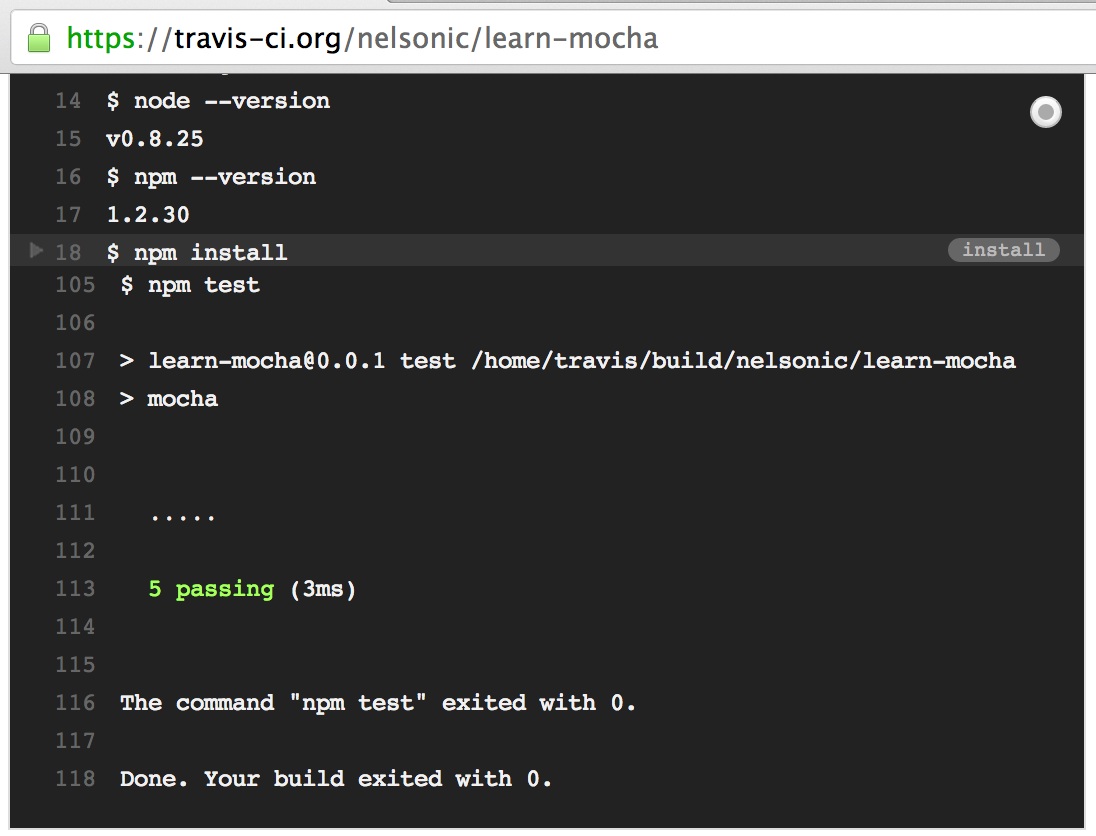 https://travis-ci.org/nelsonic/learn-mocha
14 $ node --version
15 v0.8.25
16 $ npm --version
17 1.2.30
18 $ npm install install
105 $ npm test
106
107 > learn-mocha@0.0.1 test /home/travis/build/nelsonic/learn-mocha
108 > mocha
109
110
111 .....
112
113 5 passing (3ms)
114
115
116 The command "npm test" exited with 0.
117
118 Done. Your build exited with 0.